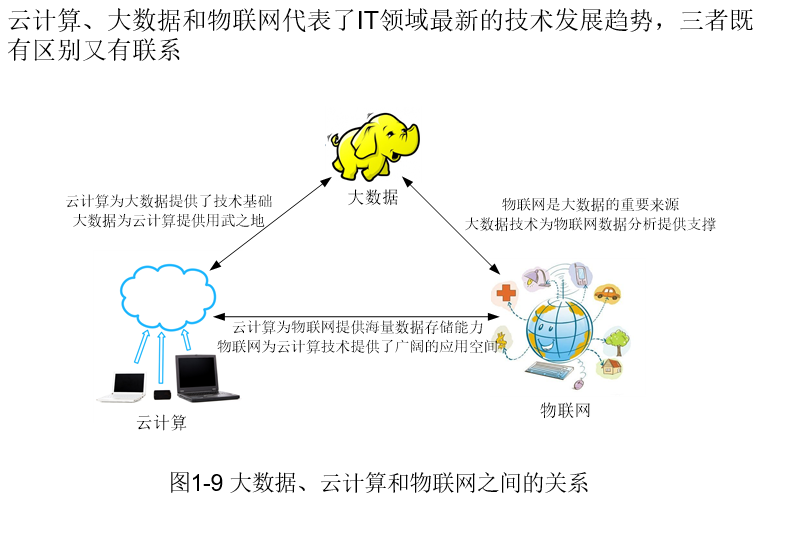 云计算、大数据和物联网代表了IT领域最新的技术发展趋势，三者既
有区别又有联系
大数据
云计算为大数据提供了技术基础
大数据为云计算提供用武之地
物联网是大数据的重要来源
大数据技术为物联网数据分析提供支撑
云计算为物联网提供海量数据存储能力
物联网为云计算技术提供了广阔的应用空间
云计算
物联网
图1-9 大数据、云计算和物联网之间的关系